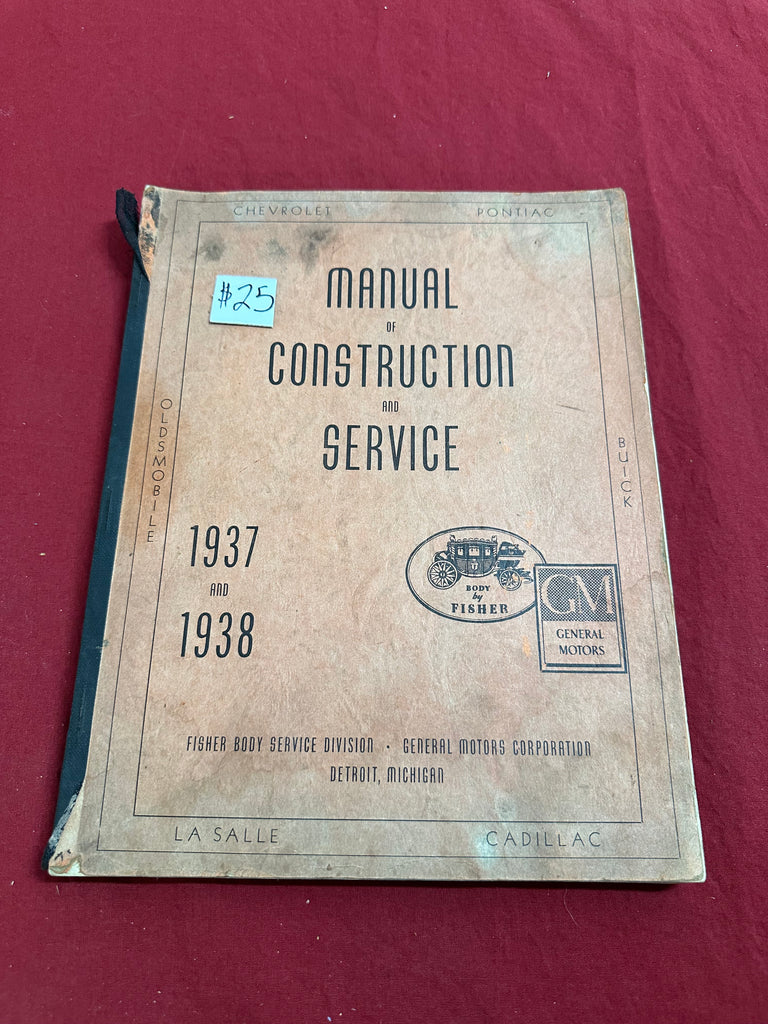 CHEVROLET PONTIAC
$25
MANUAL
OF
CONSTRUCTION
AND
SERVICE
OLDSMOBILE
BUICK
1937
AND
1938
BODY
by
FISHER
GM
GENERAL
MOTORS
FISHER BODY SERVICE DIVISION · GENERAL MOTORS CORPORATION
DETROIT, MICHIGAN
LA SALLE CADILLAC